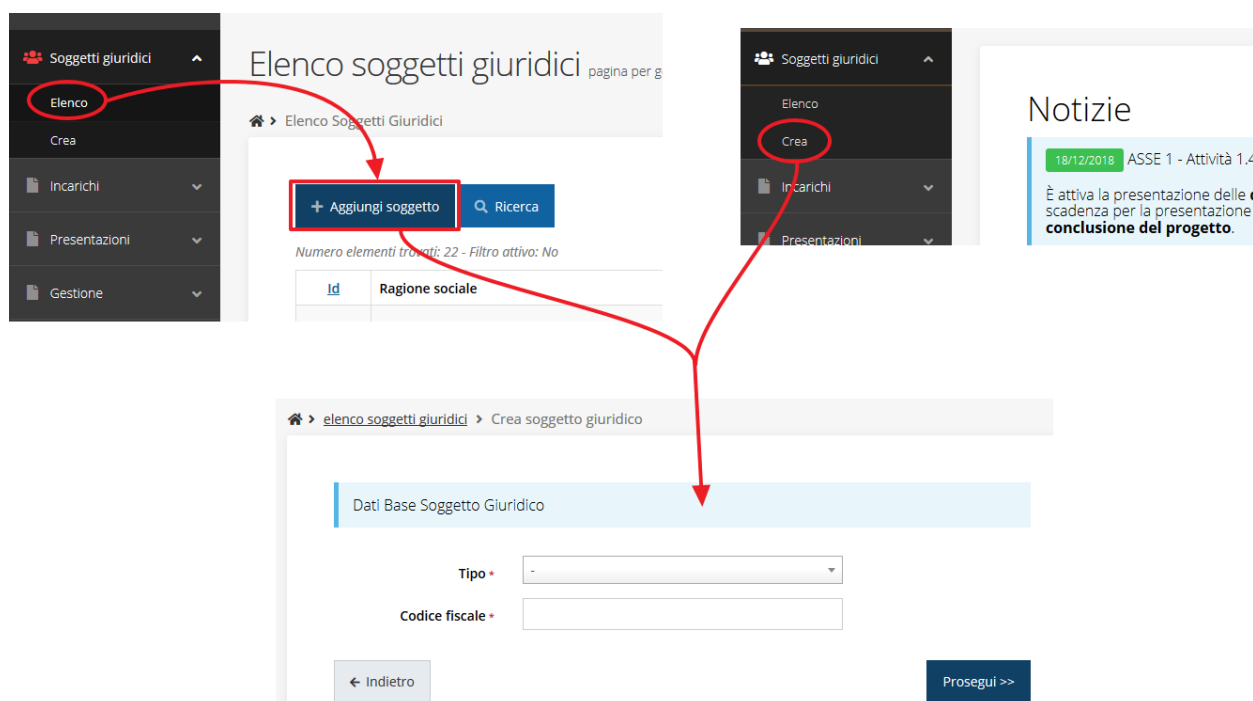 Soggetti giuridici
Elenco
Crea
Incarichi
Presentazioni
Gestione
Elenco soggetti giuridici pagina per g
> Elenco Soggetti Giuridici
+ Aggiungi soggetto
Ricerca
Numero elementi trovati: 22 - Filtro attivo: No
Id Ragione sociale
Soggetti giuridici
Elenco
Crea
Incarichi
Presentazioni
Notizie
18/12/2018 ASSE 1 - Attività 1.4
È attiva la presentazione delle
scadenza per la presentazione
conclusione del progetto.
> elenco soggetti giuridici > Crea soggetto giuridico
Dati Base Soggetto Giuridico
Tipo * -
Codice fiscale *
← Indietro
Prosegui >>